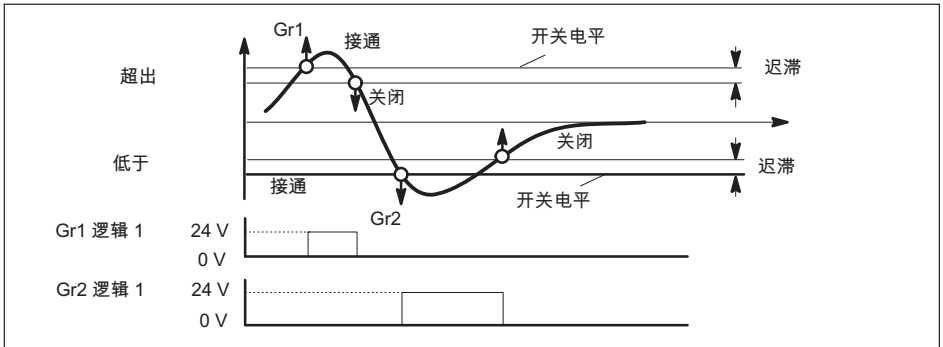 Gr1
接通
开关电平
超出
迟滞
关闭
关闭
低于
迟滞
接通
开关电平
Gr2
Gr1 逻辑 1
24 V
0 V
Gr2 逻辑 1
24 V
0 V